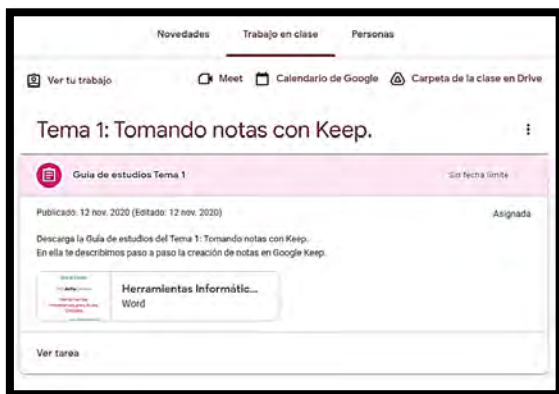 Novedades Trabajo en clase Personas
Ver tu trabajo Meet Calendario de Google Carpeta de la clase en Drive
Tema 1: Tomando notas con Keep.
Guía de estudios Tema 1 Sin fecha límite
Publicado: 12 nov. 2020 (Editado: 12 nov. 2020) Asignada
Descarga la Guía de estudios del Tema 1: Tomando notas con Keep.
En ella te describimos paso a paso la creación de notas en Google Keep.
Herramientas Informátic...
Word
Ver tarea